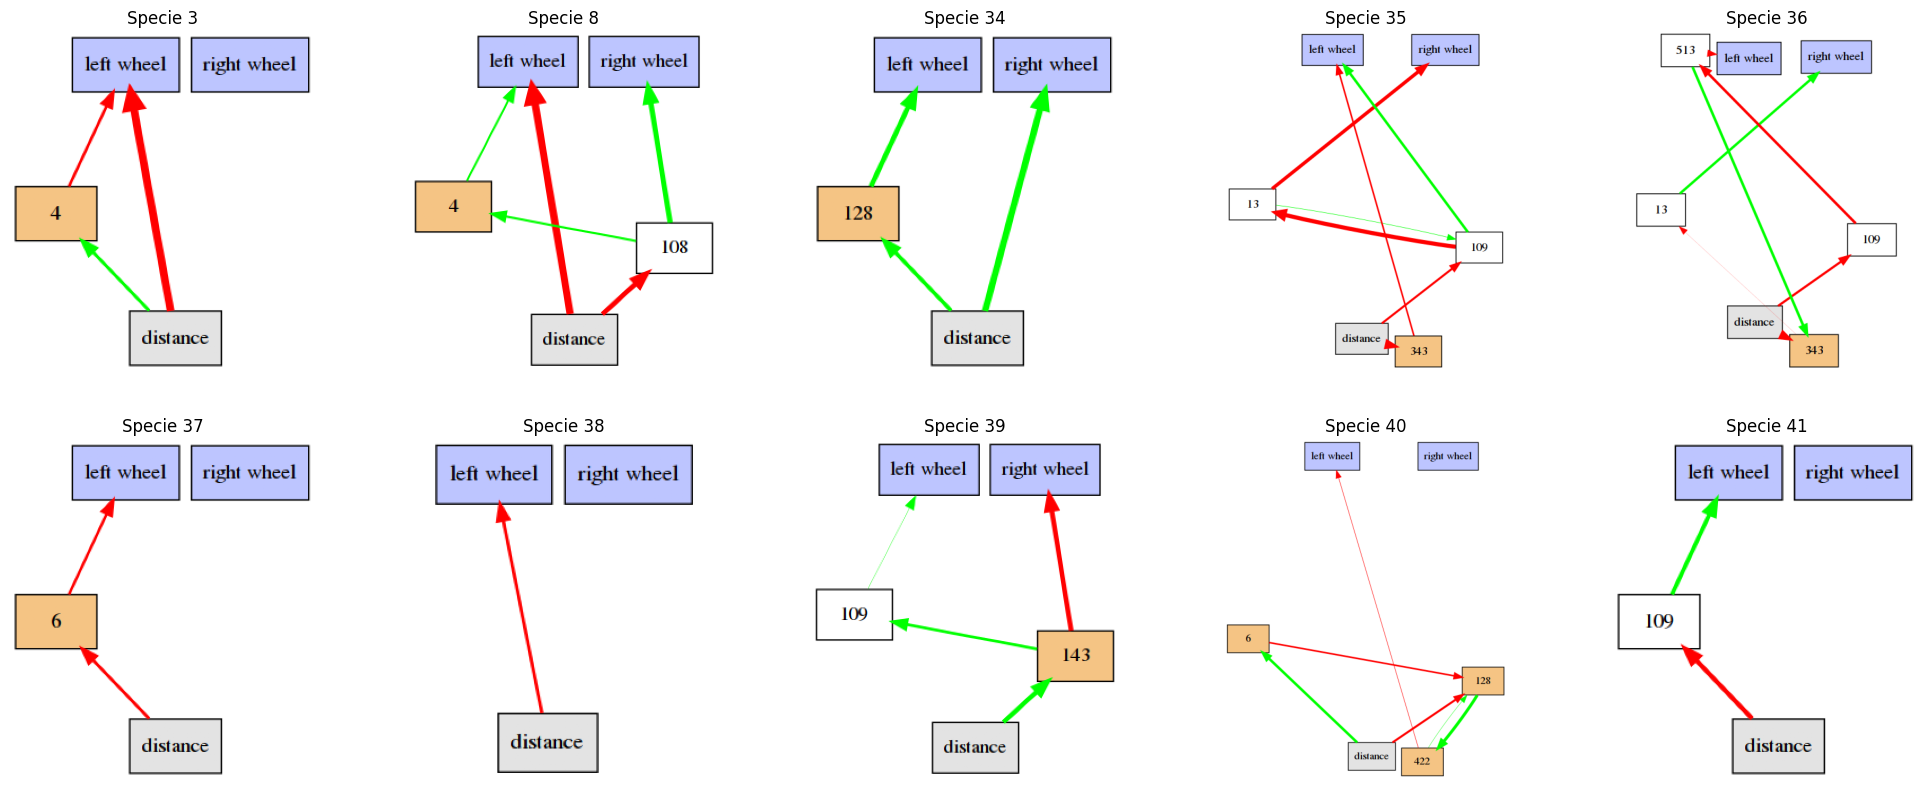 Specie 3
left wheel
right wheel
4
distance
Specie 8
left wheel
right wheel
4
108
distance
Specie 34
left wheel
right wheel
128
distance
Specie 35
left wheel
right wheel
13
109
distance
343
Specie 36
513
left wheel
right wheel
13
109
distance
343
Specie 37
left wheel
right wheel
6
distance
Specie 38
left wheel
right wheel
distance
Specie 39
left wheel
right wheel
109
143
distance
Specie 40
left wheel
right wheel
6
128
distance
422
Specie 41
left wheel
right wheel
109
distance